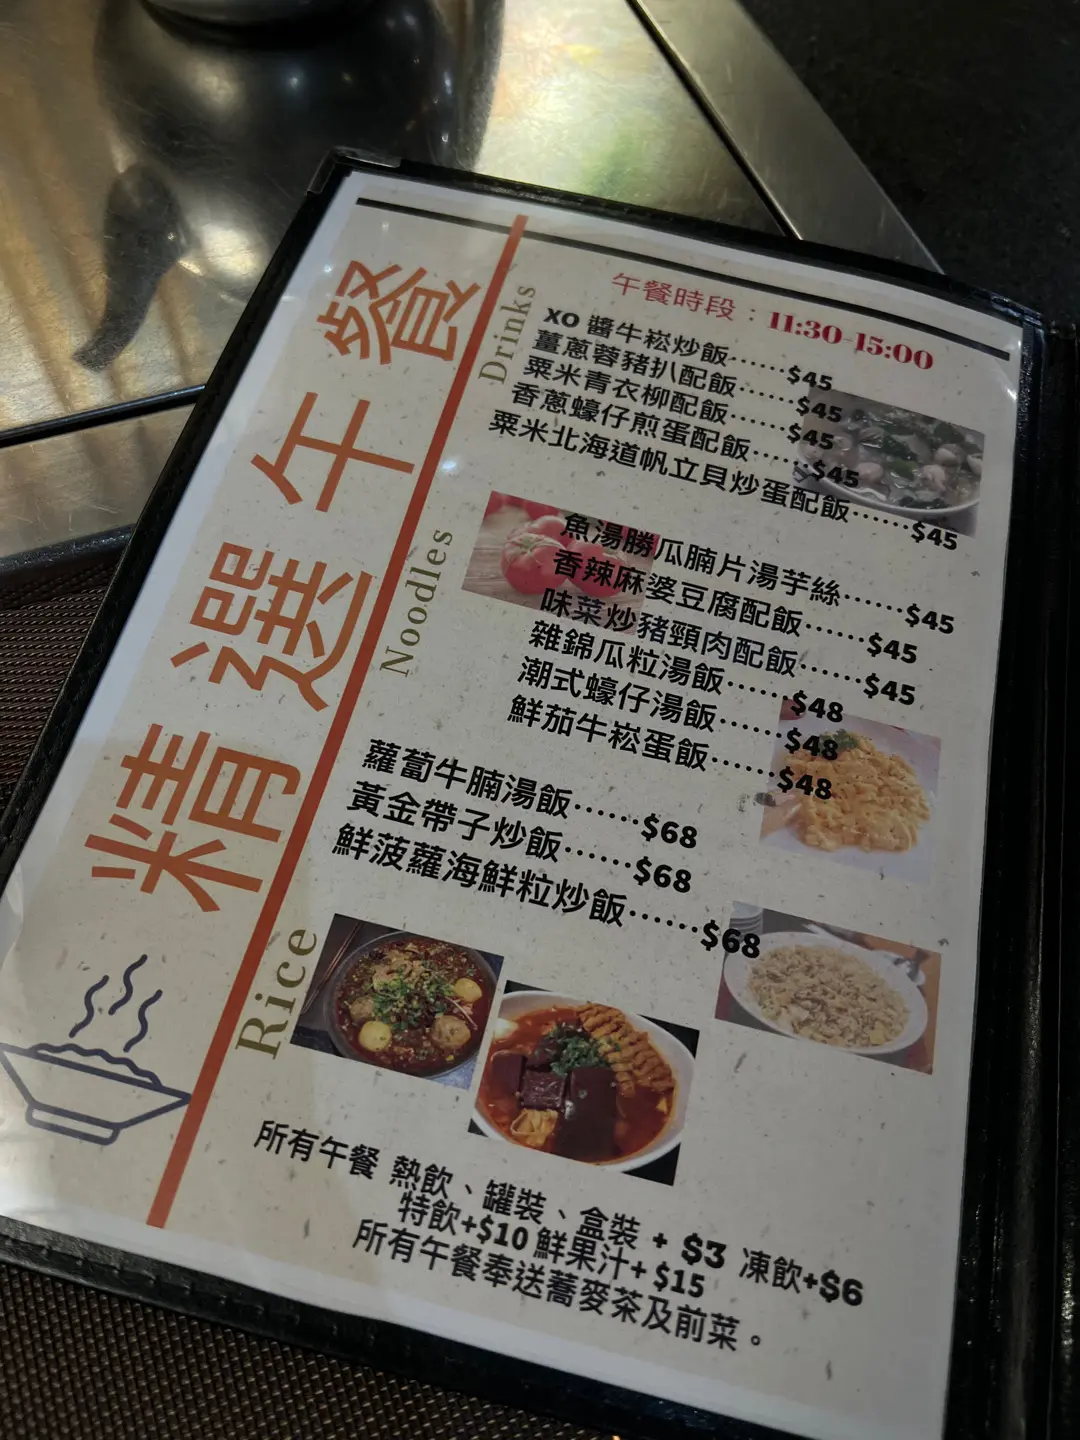 精選午餐
Drinks
Noodles
Rice
午餐時段：11:30-15:00
XO 醬牛崧炒飯······$45
薑蔥蓉豬扒配飯······$45
粟米青衣柳配飯······$45
香蔥蠔仔煎蛋配飯······$45
粟米北海道帆立貝炒蛋配飯······$45
魚湯勝瓜腩片湯芋絲······$45
香辣麻婆豆腐配飯······$45
味菜炒豬頸肉配飯······$45
雜錦瓜粒湯飯······$48
潮式蠔仔湯飯······$48
鮮茄牛崧蛋飯······$48
蘿蔔牛腩湯飯······$68
黃金帶子炒飯······$68
鮮菠蘿海鮮粒炒飯······$68
所有午餐 熱飲、罐裝、盒裝 + $3 凍飲+$6
特飲+$10 鮮果汁+ $15
所有午餐奉送蕎麥茶及前菜。